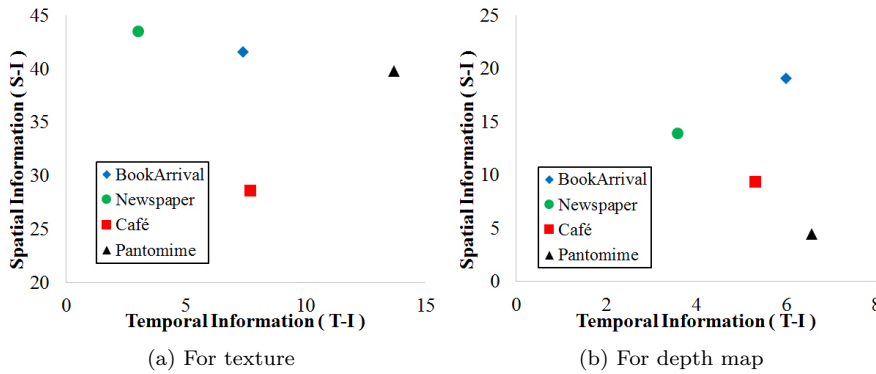 45
40
35
30
25
20
Spatial Information ( S-I )
BookArrival
Newspaper
Café
Pantomime
0 5 10 15
Temporal Information ( T-I )
(a) For texture
25
20
15
10
5
0
Spatial Information ( S-I )
BookArrival
Newspaper
Café
Pantomime
0 2 4 6 8
Temporal Information ( T-I )
(b) For depth map